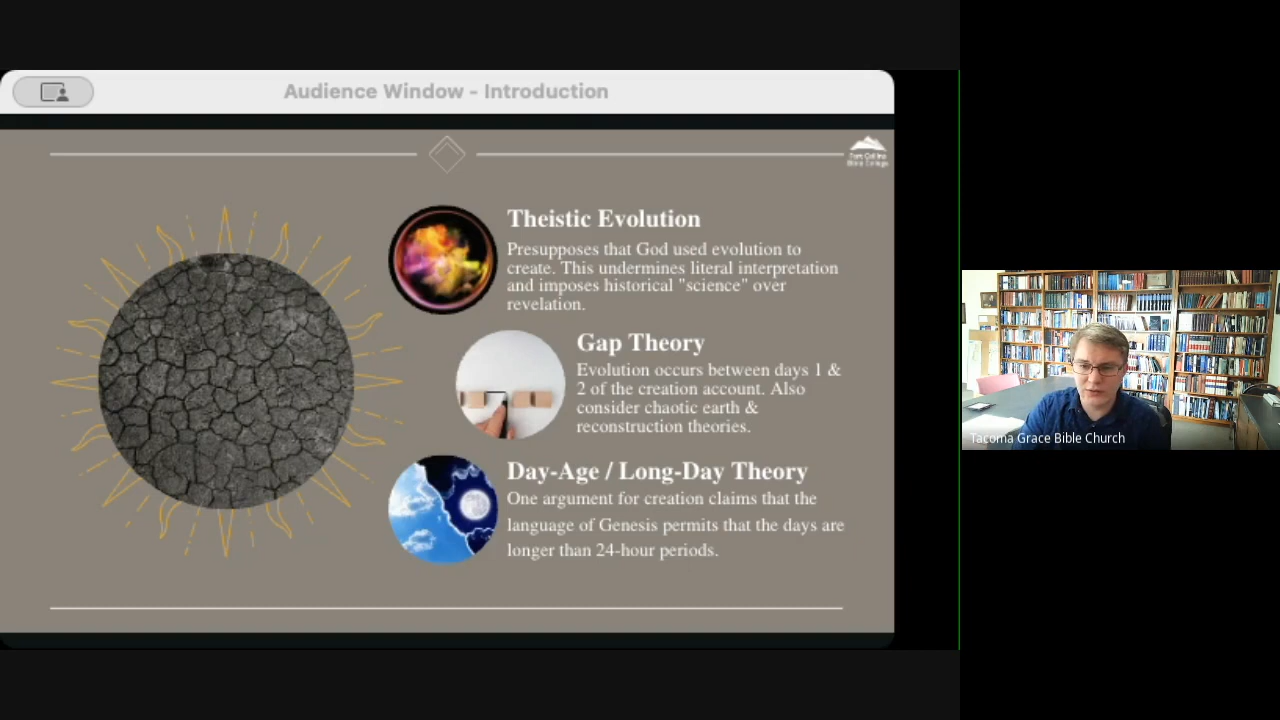 Audience Window - Introduction
Theistic Evolution
Presupposes that God used evolution to
create. This undermines literal interpretation
and imposes historical "science" over
revelation.
Gap Theory
Evolution occurs between days 1 &
2 of the creation account. Also
consider chaotic earth &
reconstruction theories.
Day-Age / Long-Day Theory
One argument for creation claims that the
language of Genesis permits that the days are
longer than 24-hour periods.
Tacoma Grace Bible Church